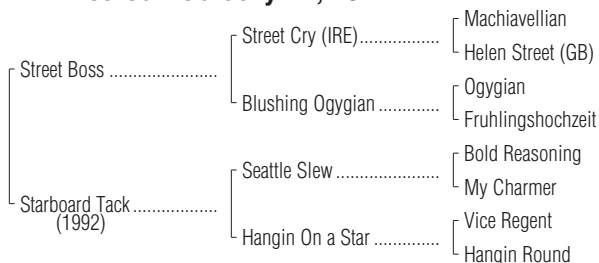 Machiavellian
Street Cry (IRE)....................
Helen Street (GB)
Street Boss ...........................
Ogygian
Blushing Ogygian ..............
Fruhlingshochzeit
Bold Reasoning
Seattle Slew .........................
My Charmer
Starboard Tack .....................
(1992)
Vice Regent
Hangin On a Star .................
Hangin Round